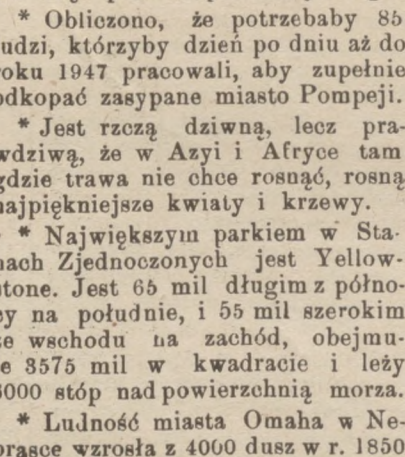 * Obliczono, że potrzebaby 85
udzi, którzyby dzień po dniu aż do
roku 1947 pracowali, aby zupełnie
odkopać zasypane miasto Pompeji.
* Jest rzczą dziwną, lecz pra-
wdziwą, że w Azyi i Afryce tam
gdzie trawa nie chce rosnąć, rosną
najpiękniejsze kwiaty i krzewy.
* Największym parkiem w Sta-
nach Zjednoczonych jest Yellow-
stone. Jest 65 mil długim z półno-
cy na południe, i 55 mil szerokim
ze wschodu na zachód, obejmu-
e 3575 mil w kwadracie i leży
6000 stóp nad powierzchnią morza.
* Ludność miasta Omaha w Ne-
brasce wzrosła z 4000 dusz w r. 1850